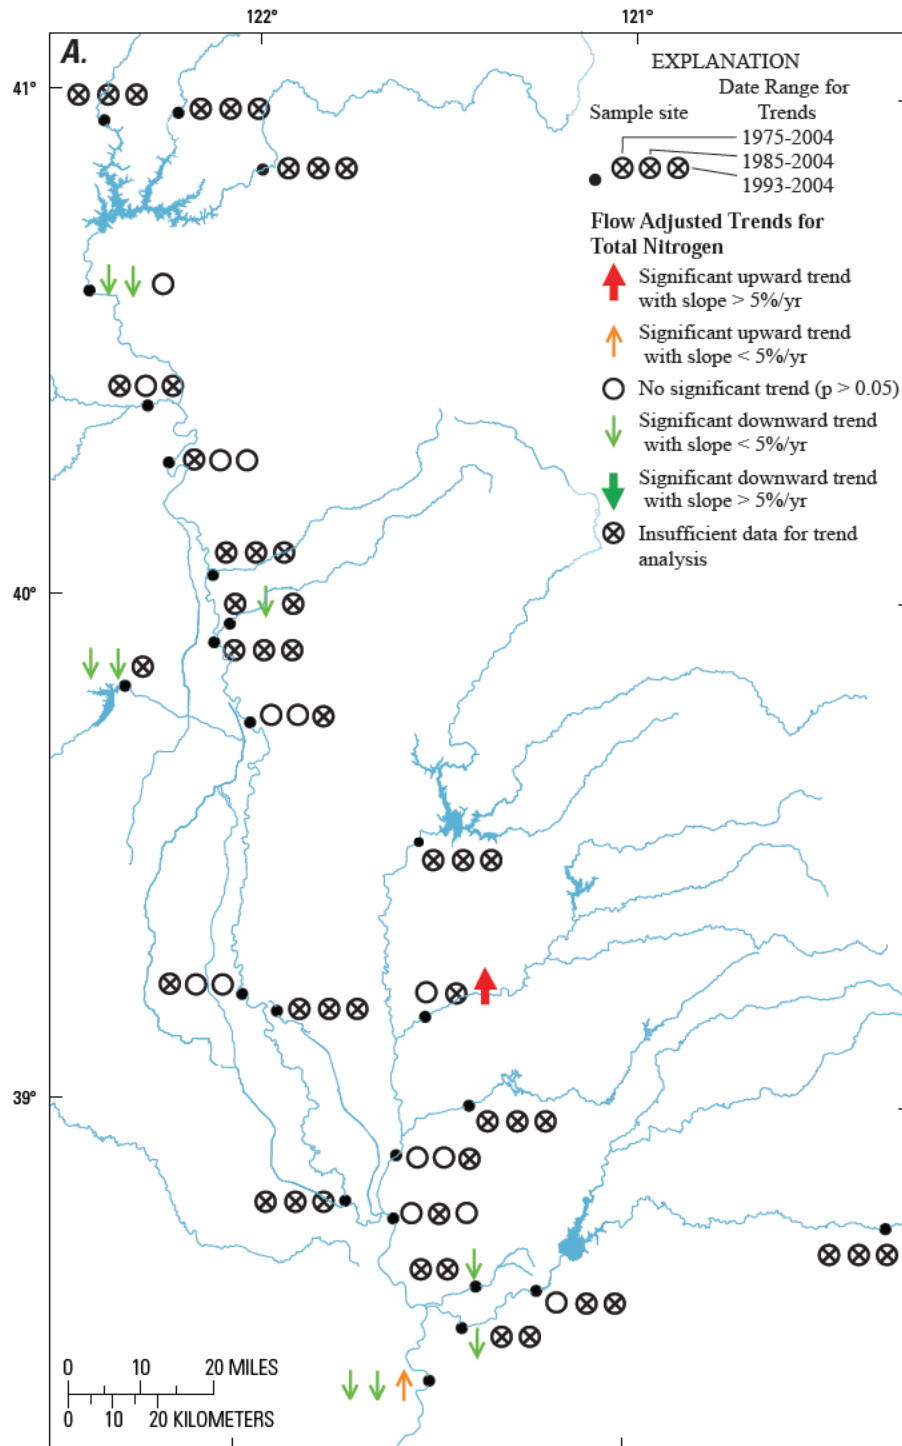 122°
121°
A.
41°
EXPLANATION
Date Range for
Trends
Sample site
1975-2004
1985-2004
1993-2004
Flow Adjusted Trends for
Total Nitrogen
Significant upward trend
with slope > 5%/yr
Significant upward trend
with slope < 5%/yr
No significant trend (p > 0.05)
Significant downward trend
with slope < 5%/yr
Significant downward trend
with slope > 5%/yr
Insufficient data for trend
analysis
40°
39°
0 10 20 MILES
0 10 20 KILOMETERS